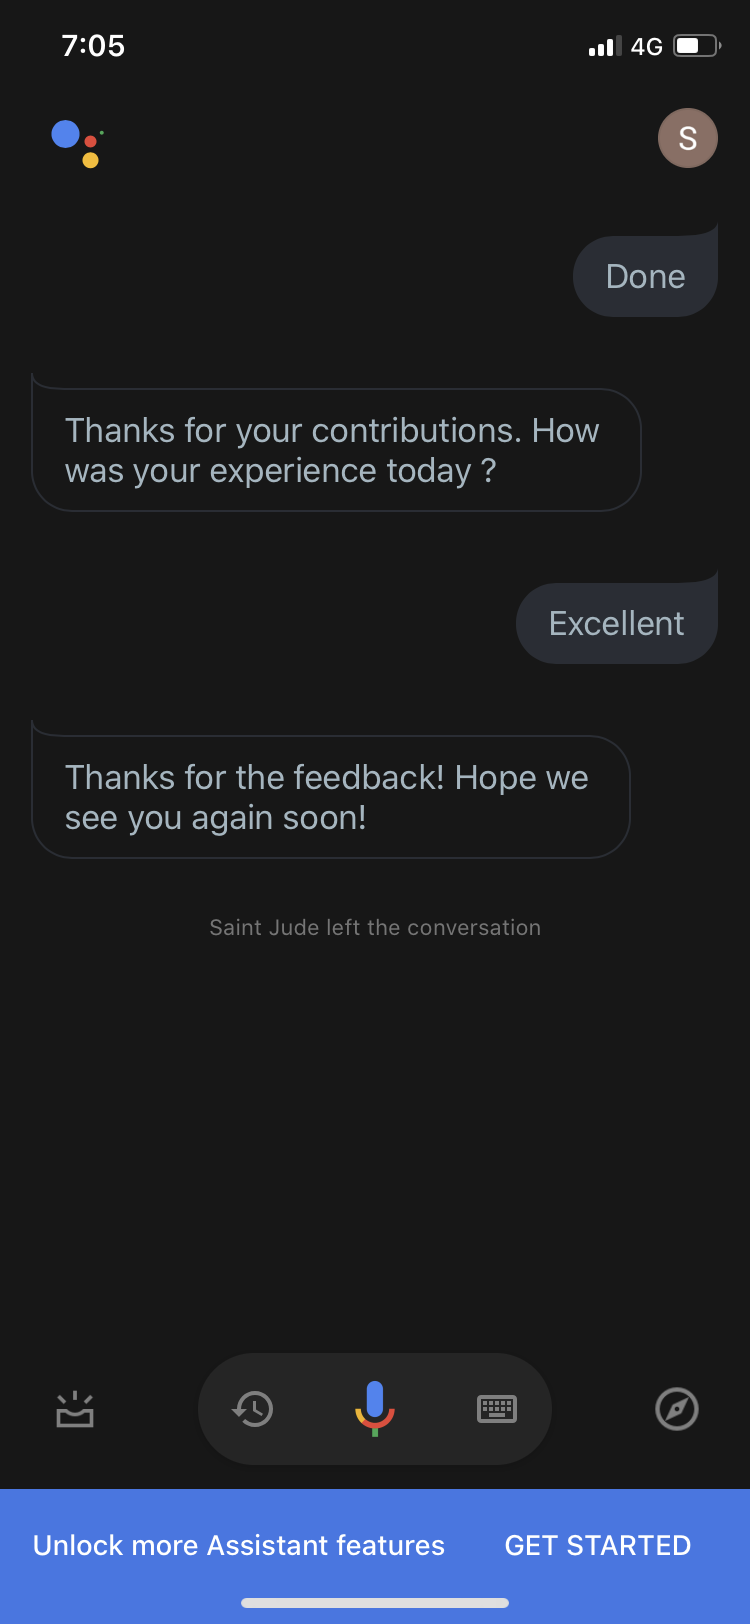 7:05
4G
S
Done
Thanks for your contributions. How
was your experience today ?
Excellent
Thanks for the feedback! Hope we
see you again soon!
Saint Jude left the conversation
Unlock more Assistant features
GET STARTED